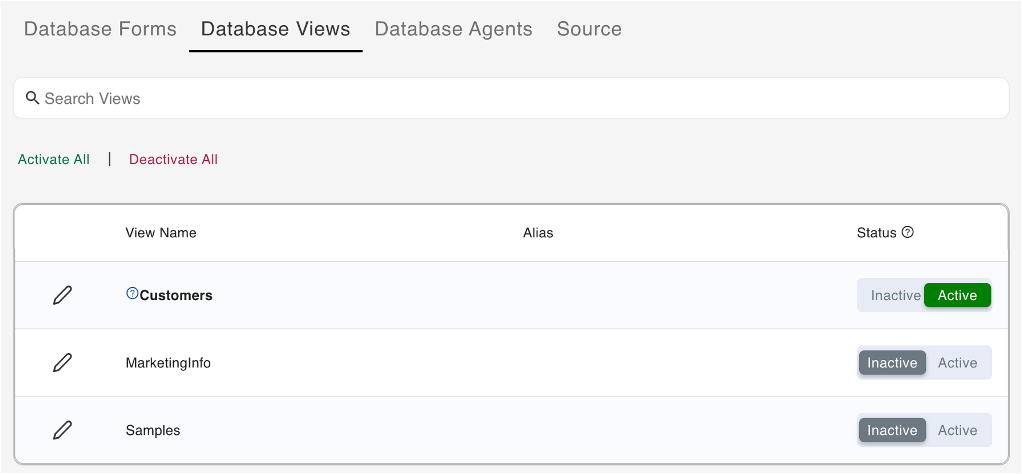 Database Forms Database Views Database Agents Source
Search Views
Activate All | Deactivate All
View Name Alias Status
Customers Inactive Active
MarketingInfo Inactive Active
Samples Inactive Active